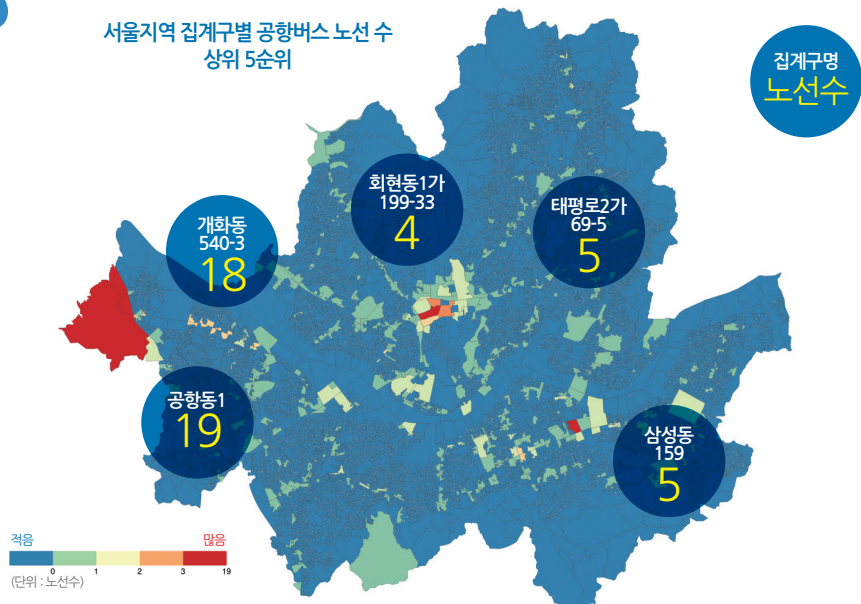 서울지역 집계구별 공항버스 노선 수
상위 5순위
집계구명
노선수
회현동1가
199-33
4
태평로2가
69-5
5
개화동
540-3
18
공항동1
19
삼성동
159
5
적음
많음
0 1 2 3 19
(단위 : 노선수)